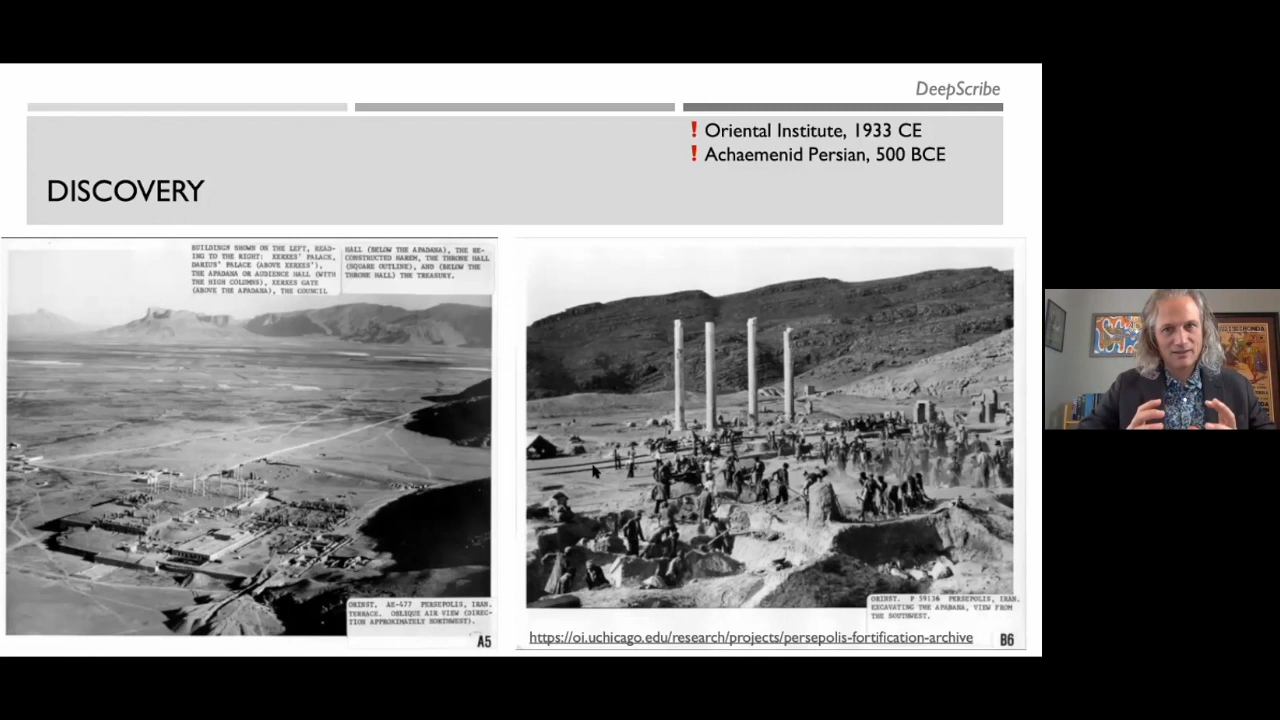 DeepScribe
! Oriental Institute, 1933 CE
! Achaemenid Persian, 500 BCE
DISCOVERY
BUILDINGS SHOWN ON THE LEFT, READ-
ING TO THE RIGHT: XERXES' PALACE,
DARIUS' PALACE (ABOVE XERXES'),
THE APADANA OR AUDIENCE HALL (WITH
THE HIGH COLUMNS), XERXES GATE
(ABOVE THE APADANA), THE COUNCIL
HALL (BELOW THE APADANA), THE RE-
CONSTRUCTED HAREM, THE THRONE HALL
(SQUARE OUTLINE), AND (BELOW THE
THRONE HALL) THE TREASURY.
ORINST. AE-477 PERSEPOLIS, IRAN.
TERRACE. OBLIQUE AIR VIEW (DIREC-
TION APPROXIMATELY NORTHWEST).
A5
ORINST. P 59136 PERSEPOLIS, IRAN.
EXCAVATING THE APADANA, VIEW FROM
THE SOUTHWEST.
https://oi.uchicago.edu/research/projects/persepolis-fortification-archive
B6